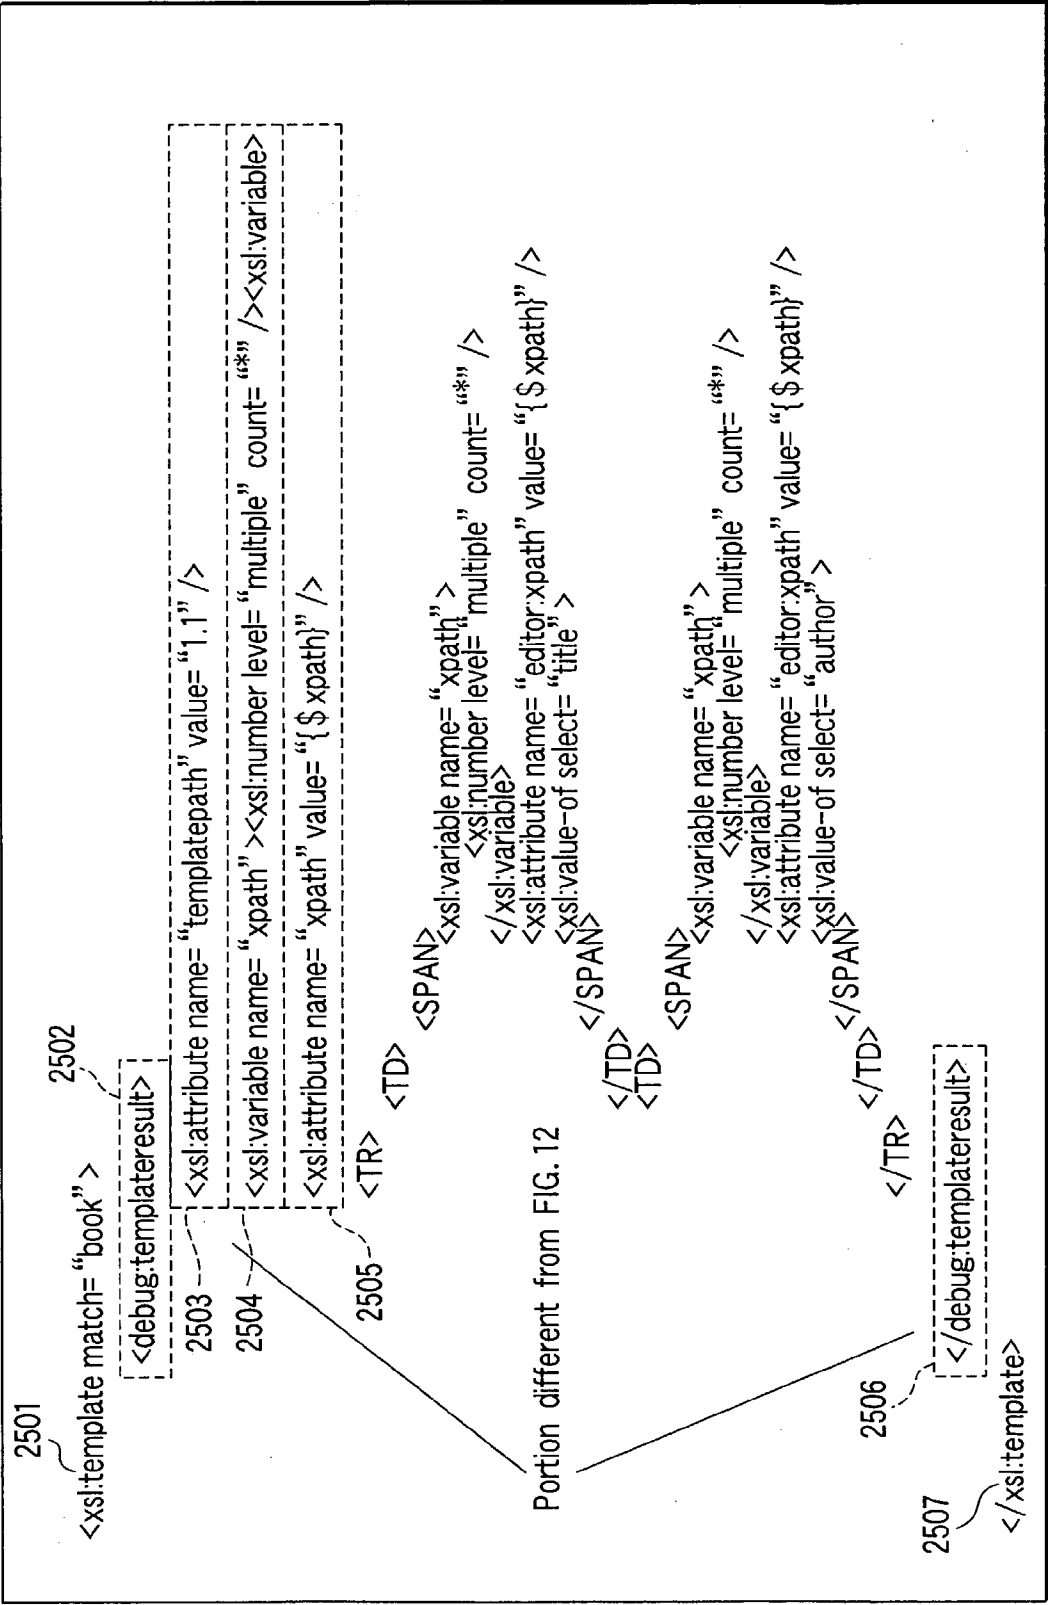 2501
<xsl:template match=“book” >
2502
<debug:templateresult>
2503
<xsl:attribute name=“templatepath” value=“1.1” />
2504
<xsl:variable name=“xpath” ><xsl:number level=“multiple” count=“*” /><xsl:variable>
2505
<xsl:attribute name=“xpath” value=“{$ xpath}” />
<TR>
<TD>
<SPAN>
<xsl:variable name=“xpath” >
<xsl:number level=“multiple” count=“*” />
</xsl:variable>
<xsl:attribute name=“editor:xpath” value=“{$ xpath}” />
<xsl:value-of select=“title” >
</SPAN>
</TD>
<TD>
<SPAN>
<xsl:variable name=“xpath” >
<xsl:number level=“multiple” count=“*” />
</xsl:variable>
<xsl:attribute name=“editor:xpath” value=“{$ xpath}” />
<xsl:value-of select=“author” >
</SPAN>
</TD>
</TR>
Portion different from FIG. 12
2506
</debug:templateresult>
2507
</xsl:template>